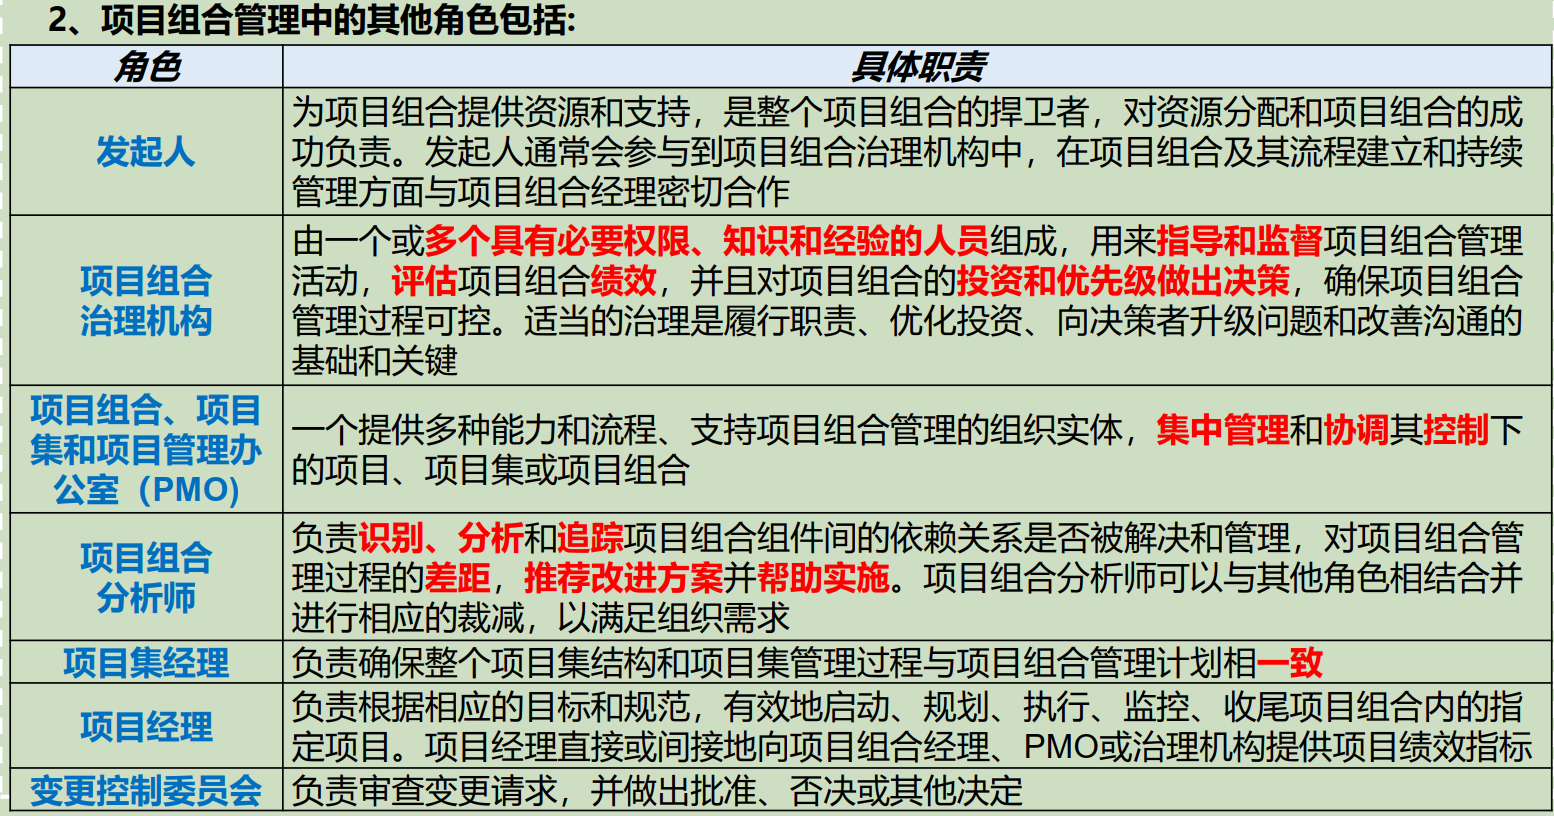 2、项目组合管理中的其他角色包括:
角色
具体职责
发起人
为项目组合提供资源和支持，是整个项目组合的捍卫者，对资源分配和项目组合的成
功负责。发起人通常会参与到项目组合治理机构中，在项目组合及其流程建立和持续
管理方面与项目组合经理密切合作
项目组合
治理机构
由一个或多个具有必要权限、知识和经验的人员组成，用来指导和监督项目组合管理
活动，评估项目组合绩效，并且对项目组合的投资和优先级做出决策，确保项目组合
管理过程可控。适当的治理是履行职责、优化投资、向决策者升级问题和改善沟通的
基础和关键
项目组合、项目
集和项目管理办
公室（PMO)
一个提供多种能力和流程、支持项目组合管理的组织实体，集中管理和协调其控制下
的项目、项目集或项目组合
项目组合
分析师
负责识别、分析和追踪项目组合组件间的依赖关系是否被解决和管理，对项目组合管
理过程的差距，推荐改进方案并帮助实施。项目组合分析师可以与其他角色相结合并
进行相应的裁减，以满足组织需求
项目集经理
负责确保整个项目集结构和项目集管理过程与项目组合管理计划相一致
项目经理
负责根据相应的目标和规范，有效地启动、规划、执行、监控、收尾项目组合内的指
定项目。项目经理直接或间接地向项目组合经理、PMO或治理机构提供项目绩效指标
变更控制委员会
负责审查变更请求，并做出批准、否决或其他决定